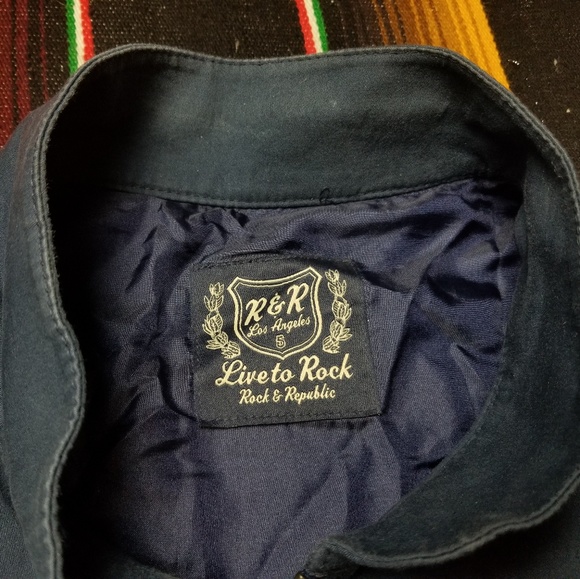 R&R
Los Angeles
5
Live to Rock
Rock & Republic